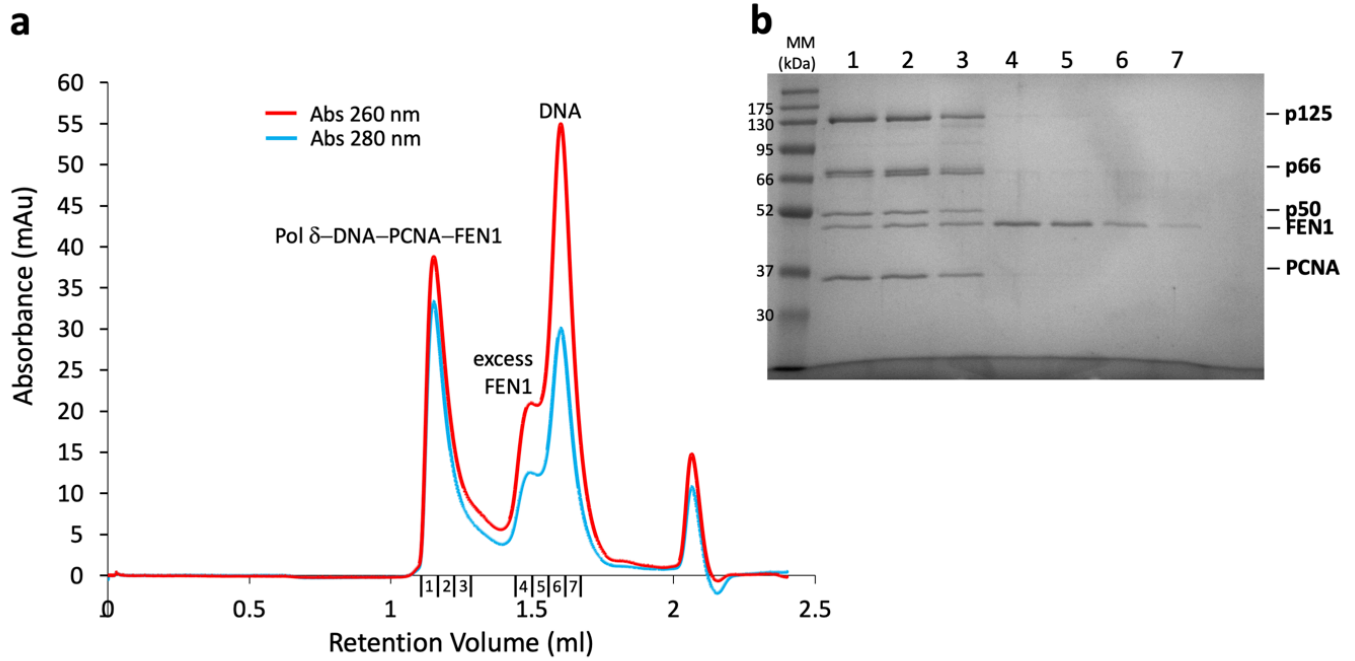 a
60
55
50
45
40
35
30
25
20
15
10
5
0
Absorbance (mAu)
Abs 260 nm
Abs 280 nm
DNA
Pol δ–DNA–PCNA–FEN1
excess
FEN1
1 2 3 4 5 6 7
0 0.5 1 1.5 2 2.5
Retention Volume (ml)
b
MM
(kDa)
1 2 3 4 5 6 7
175
130
95
66
52
37
30
p125
p66
p50
FEN1
PCNA